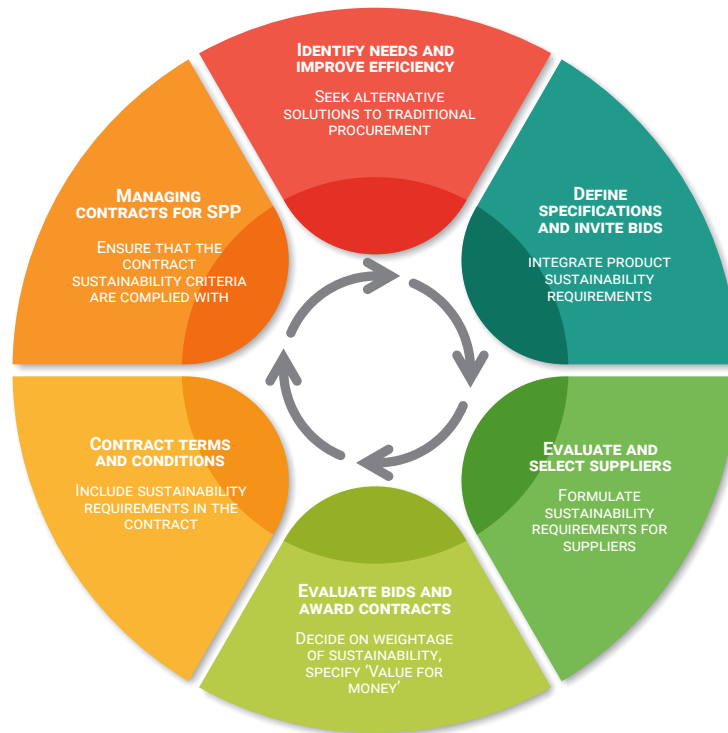 Identify needs and
improve efficiency
Seek alternative
solutions to traditional
procurement
Define
specifications
and invite bids
integrate product
sustainability
requirements
Evaluate and
select suppliers
Formulate
sustainability
requirements for
suppliers
Evaluate bids and
award contracts
Decide on weightage
of sustainability,
specify ‘Value for
money’
Contract terms
and conditions
Include sustainability
requirements in the
contract
Managing
contracts for SPP
Ensure that the
contract
sustainability criteria
are complied with